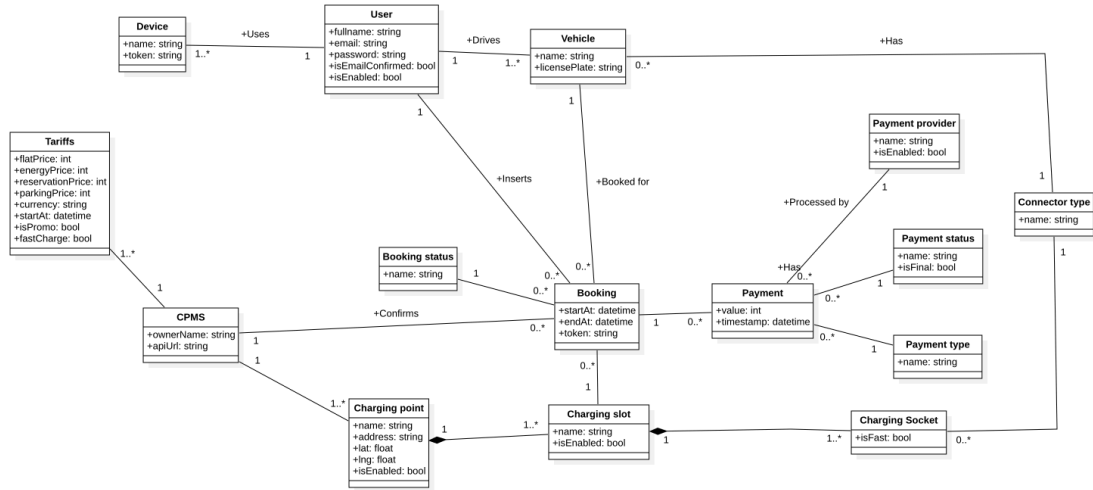 Device
+name: string
+token: string
1..*
+Uses
1
User
+fullname: string
+email: string
+password: string
+isEmailConfirmed: bool
+isEnabled: bool
1
+Drives
1..*
Vehicle
+name: string
+licensePlate: string
0..*
+Has
1
1
1
Tariffs
+flatPrice: int
+energyPrice: int
+reservationPrice: int
+parkingPrice: int
+currency: string
+startAt: datetime
+isPromo: bool
+fastCharge: bool
1..*
1
+Inserts
0..*
+Booked for
0..*
Payment provider
+name: string
+isEnabled: bool
1
+Processed by
0..*
Connector type
+name: string
1
Booking status
+name: string
1
0..*
Payment status
+name: string
+isFinal: bool
1
0..*
+Has
CPMS
+ownerName: string
+apiUrl: string
1
+Confirms
0..*
Booking
+startAt: datetime
+endAt: datetime
+token: string
1
0..*
Payment
+value: int
+timestamp: datetime
0..*
1
Payment type
+name: string
1
1..*
0..*
1
Charging point
+name: string
+address: string
+lat: float
+lng: float
+isEnabled: bool
1
1..*
Charging slot
+name: string
+isEnabled: bool
1
1..*
Charging Socket
+isFast: bool
0..*